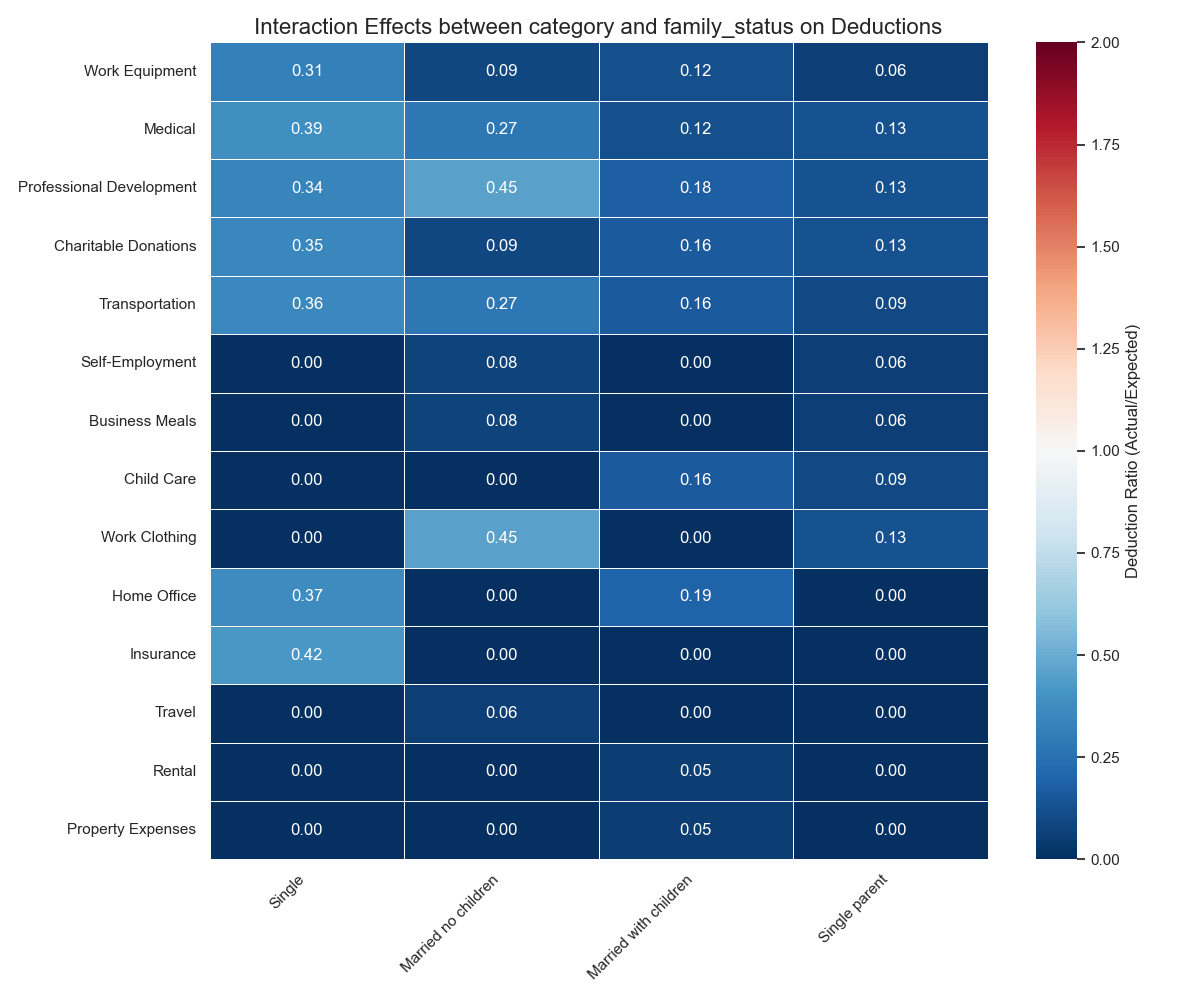 Interaction Effects between category and family_status on Deductions
Work Equipment 0.31 0.09 0.12 0.06
Medical 0.39 0.27 0.12 0.13
Professional Development 0.34 0.45 0.18 0.13
Charitable Donations 0.35 0.09 0.16 0.13
Transportation 0.36 0.27 0.16 0.09
Self-Employment 0.00 0.08 0.00 0.06
Business Meals 0.00 0.08 0.00 0.06
Child Care 0.00 0.00 0.16 0.09
Work Clothing 0.00 0.45 0.00 0.13
Home Office 0.37 0.00 0.19 0.00
Insurance 0.42 0.00 0.00 0.00
Travel 0.00 0.06 0.00 0.00
Rental 0.00 0.00 0.05 0.00
Property Expenses 0.00 0.00 0.05 0.00
Single
Married no children
Married with children
Single parent
2.00
1.75
1.50
1.25
1.00
0.75
0.50
0.25
0.00
Deduction Ratio (Actual/Expected)